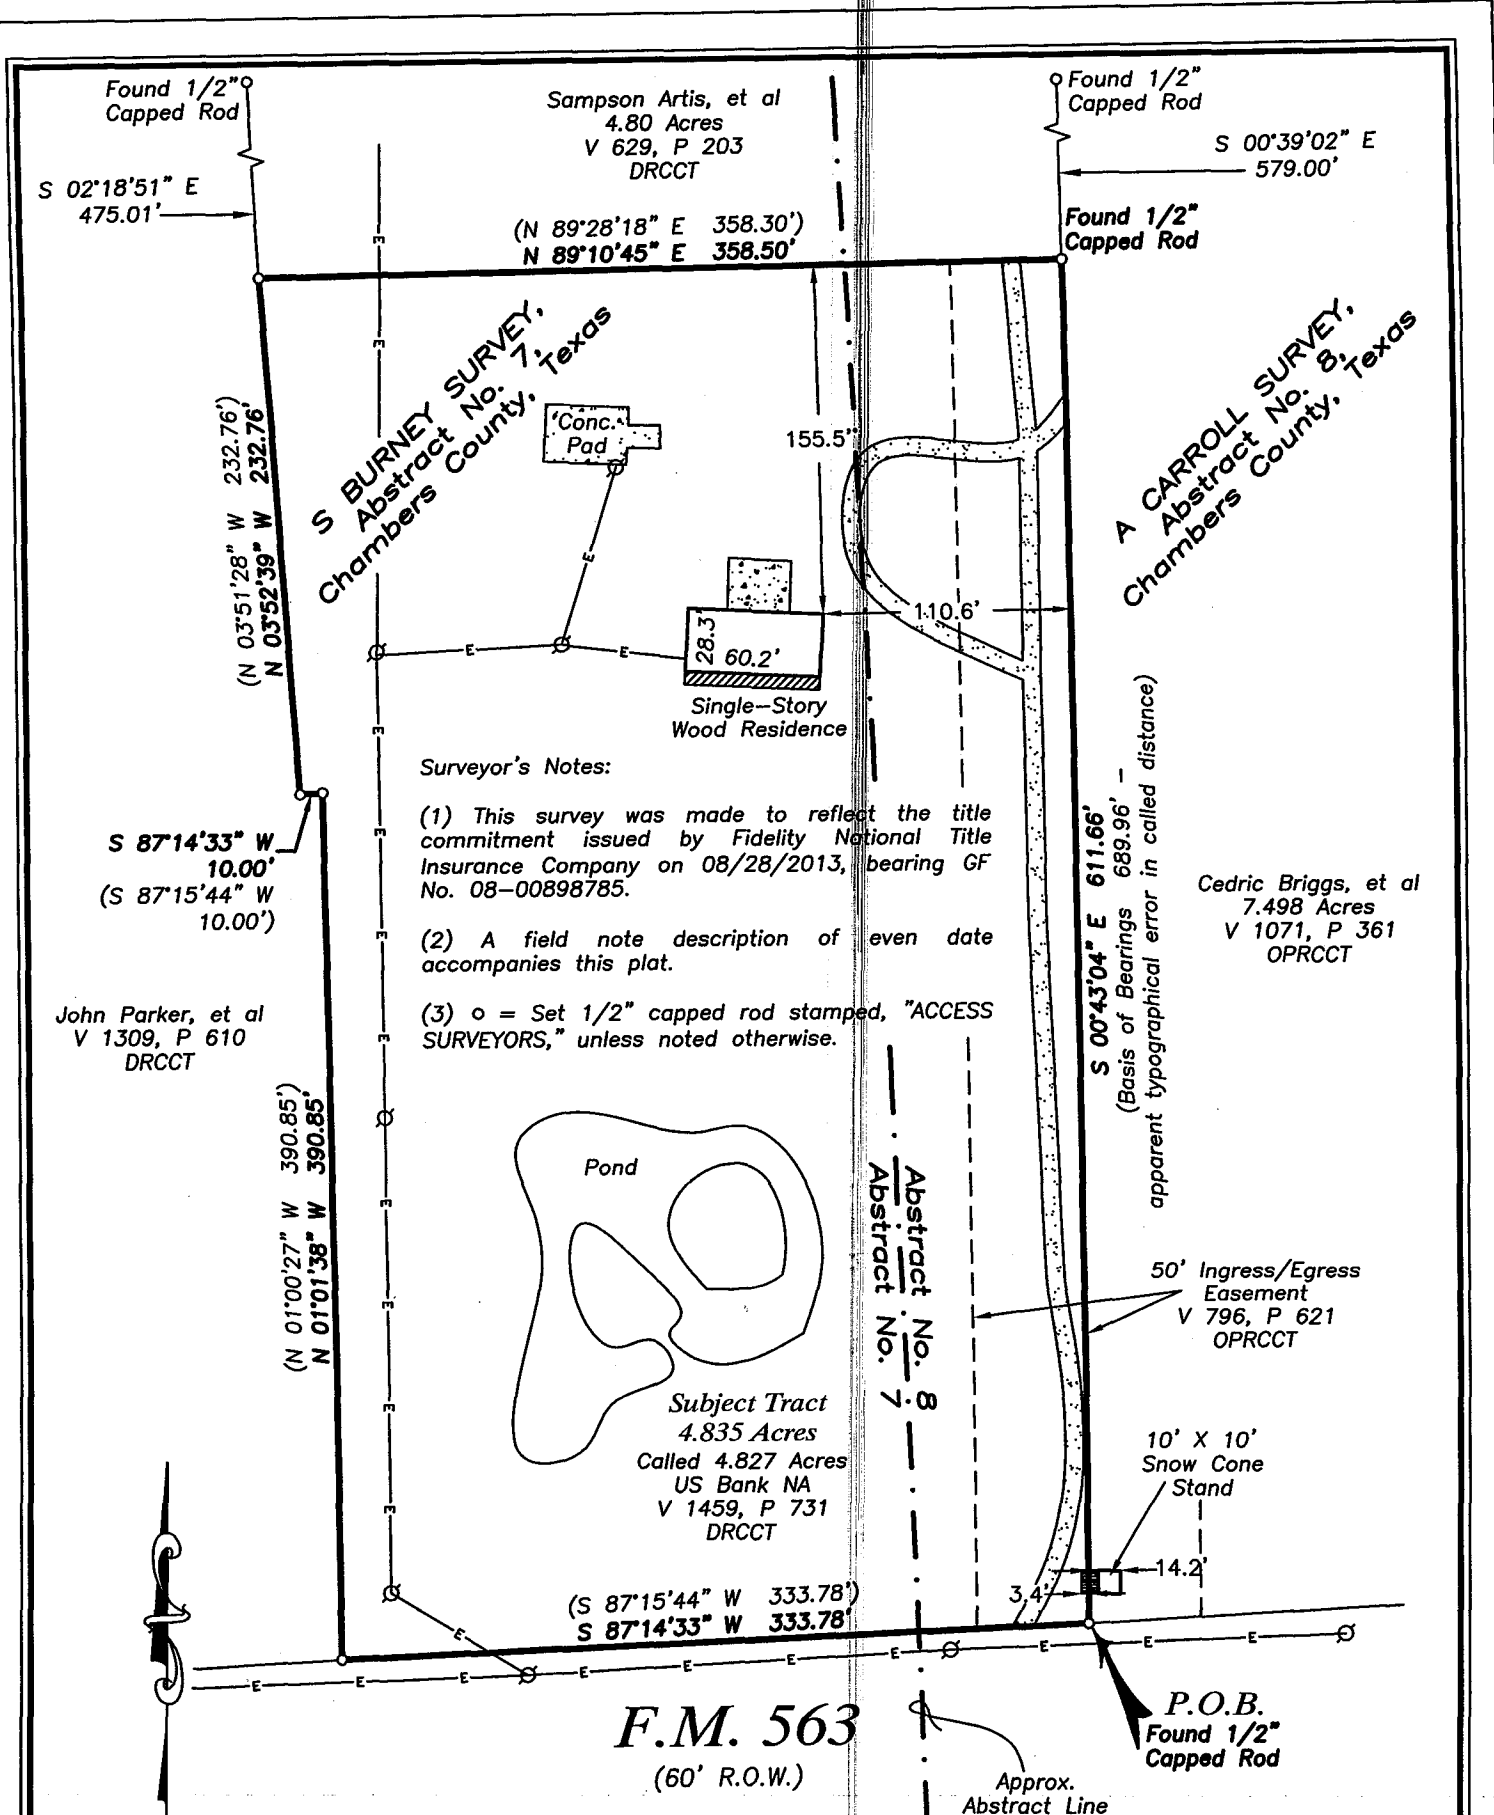 Found 1/2"
Capped Rod
Sampson Artis, et al
4.80 Acres
V 629, P 203
DRCCT
Found 1/2"
Capped Rod
S 00°39'02" E
579.00'
S 02°18'51" E
475.01'
Found 1/2"
Capped Rod
(N 89°28'18" E 358.30')
N 89°10'45" E 358.50'
S BURNEY SURVEY,
Abstract No. 7,
Chambers County, Texas
A CARROLL SURVEY,
Abstract No. 8,
Chambers County, Texas
(N 03°51'28" W 232.76')
N 03°52'39" W 232.76'
Conc.
Pad
155.5'
110.6'
28.3'
60.2'
Single-Story
Wood Residence
E
E
E
E
E
Surveyor's Notes:
(1) This survey was made to reflect the title
commitment issued by Fidelity National Title
Insurance Company on 08/28/2013, bearing GF
No. 08-00898785.
(2) A field note description of even date
accompanies this plat.
(3) o = Set 1/2" capped rod stamped, "ACCESS
SURVEYORS," unless noted otherwise.
S 87°14'33" W
10.00'
(S 87°15'44" W
10.00')
S 00°43'04" E 611.66'
(Basis of Bearings 689.96' -
apparent typographical error in called distance)
Cedric Briggs, et al
7.498 Acres
V 1071, P 361
OPRCCT
John Parker, et al
V 1309, P 610
DRCCT
(N 01°00'27" W 390.85')
N 01°01'38" W 390.85'
E
E
E
E
E
E
E
E
Pond
Abstract No. 8
Abstract No. 7
50' Ingress/Egress
Easement
V 796, P 621
OPRCCT
Subject Tract
4.835 Acres
Called 4.827 Acres
US Bank NA
V 1459, P 731
DRCCT
10' X 10'
Snow Cone
Stand
14.2'
3.4'
(S 87°15'44" W 333.78')
S 87°14'33" W 333.78'
E
E
E
E
E
E
E
E
E
E
E
F.M. 563
(60' R.O.W.)
P.O.B.
Found 1/2"
Capped Rod
Approx.
Abstract Line